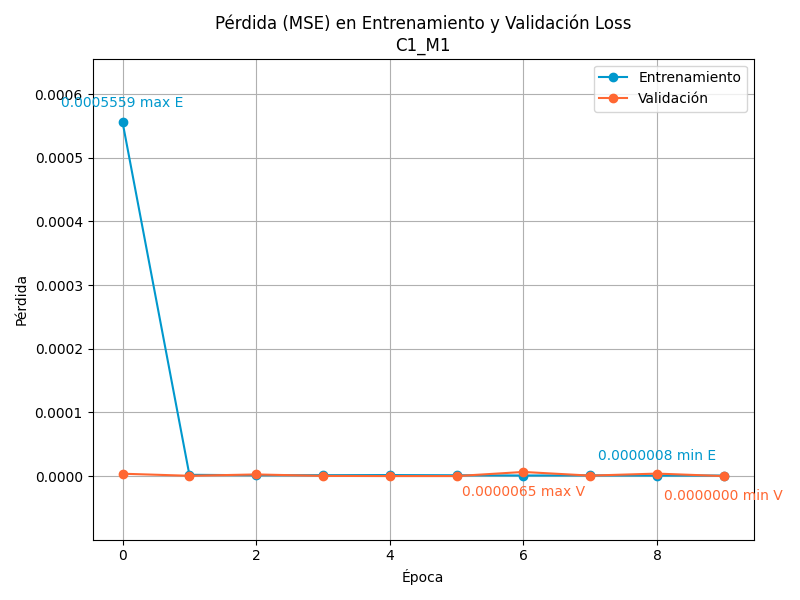 Pérdida (MSE) en Entrenamiento y Validación Loss
C1_M1
Entrenamiento
Validación
0.0005559 max E
0.0006
0.0005
0.0004
0.0003
0.0002
0.0001
0.0000
Pérdida
0.0000008 min E
0.0000065 max V
0.0000000 min V
0
2
4
6
8
Época